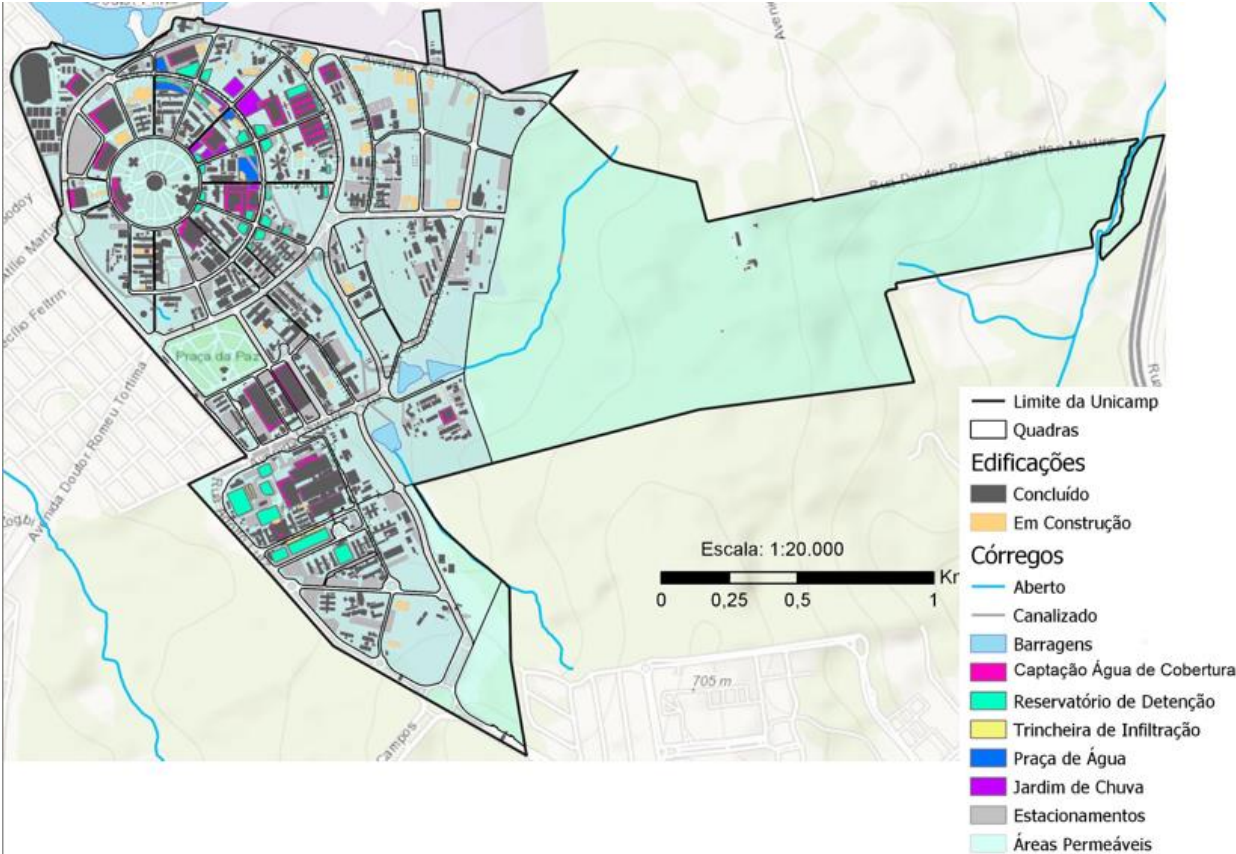 Praça da Paz
Avenida Doutor Romeu Tortima
705 m
Escala: 1:20.000
0 0,25 0,5 1
Limite da Unicamp
Quadras
Edificações
Concluído
Em Construção
Córregos
Aberto
Canalizado
Barragens
Captação Água de Cobertura
Reservatório de Detenção
Trincheira de Infiltração
Praça de Água
Jardim de Chuva
Estacionamentos
Áreas Permeáveis